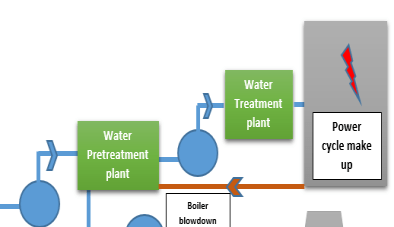 Water
Treatment
plant
Power
cycle make
up
Water
Pretreatment
plant
Boiler
blowdown